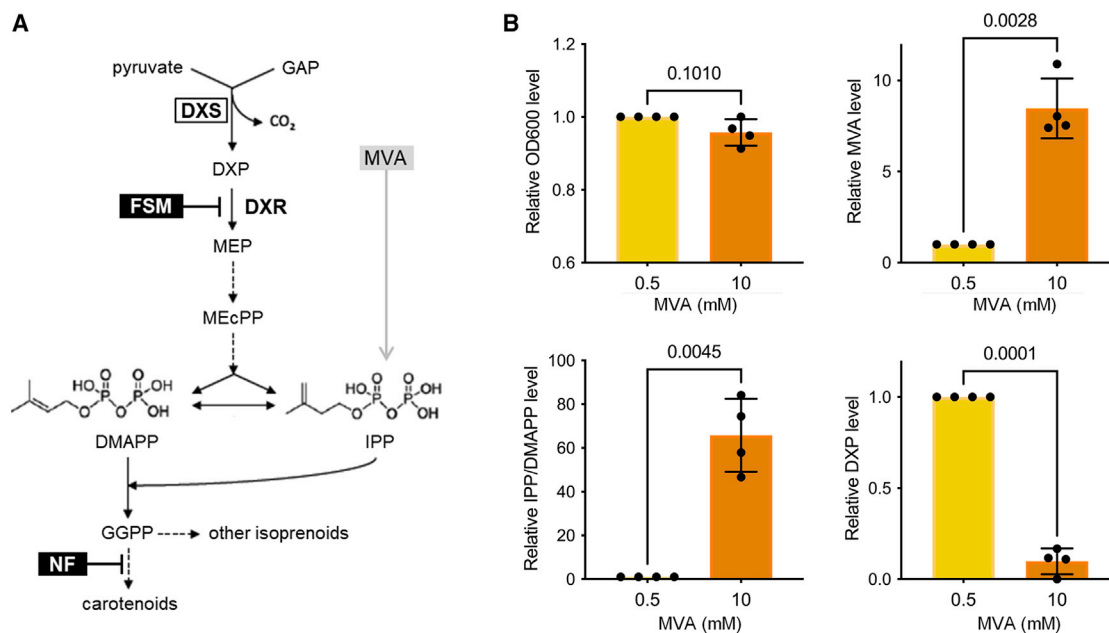 A
pyruvate GAP
DXS
CO₂
DXP
MVA
FSM DXR
MEP
MEcPP
HO O O OH
P P
O O OH
DMAPP
HO O O OH
P P
O O OH
IPP
GGPP other isoprenoids
NF
carotenoids
B
Relative OD600 level
1.2
1.0
0.8
0.6
0.1010
0.5 10
MVA (mM)
Relative MVA level
10
5
0
0.0028
0.5 10
MVA (mM)
Relative IPP/DMAPP level
100
80
60
40
20
0
0.0045
0.5 10
MVA (mM)
Relative DXP level
1.0
0.5
0.0
0.0001
0.5 10
MVA (mM)